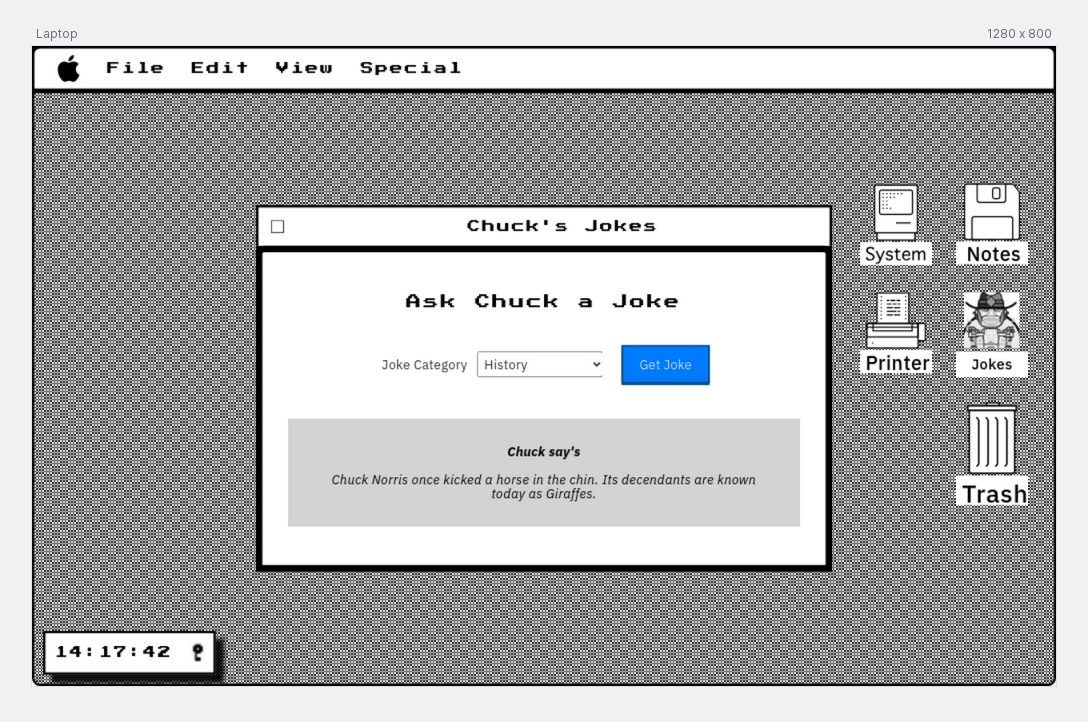 Laptop
1280 x 800
File Edit View Special
Chuck's Jokes
Ask Chuck a Joke
Joke Category History Get Joke
Chuck say's
Chuck Norris once kicked a horse in the chin. Its decendants are known
today as Giraffes.
System
Notes
Printer
Jokes
Trash
14:17:42